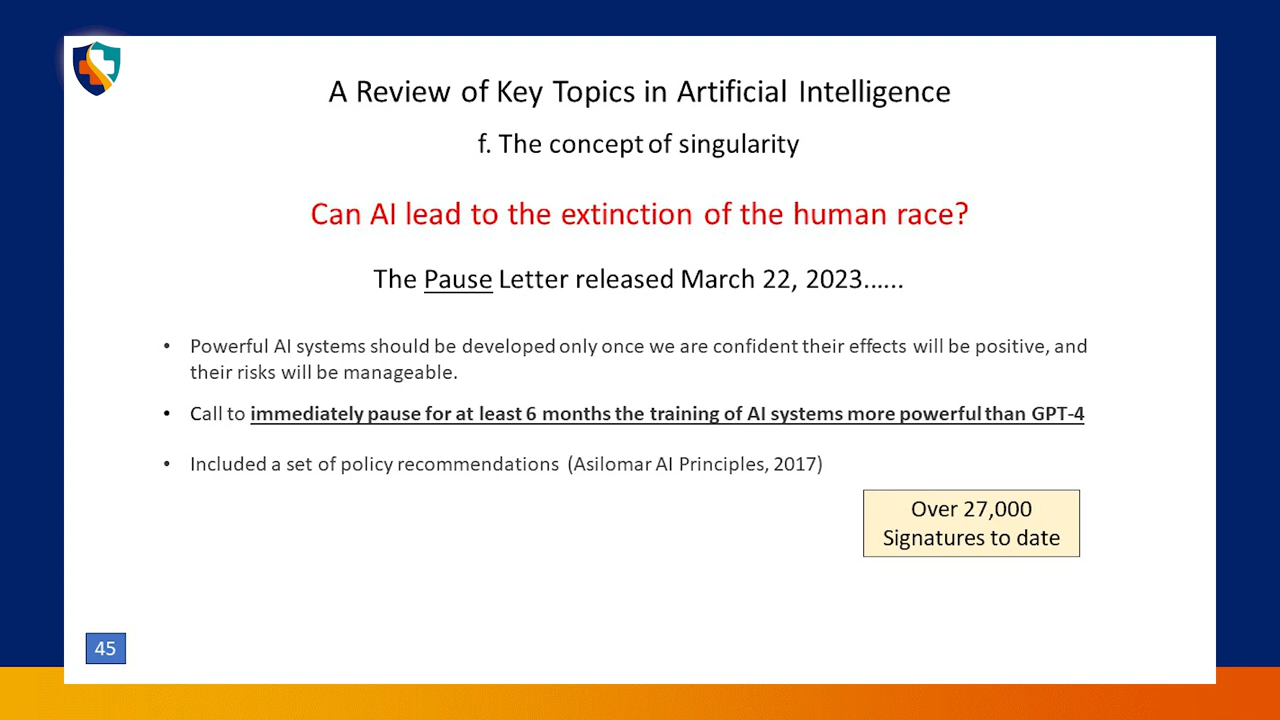 A Review of Key Topics in Artificial Intelligence
f. The concept of singularity
Can AI lead to the extinction of the human race?
The Pause Letter released March 22, 2023......
• Powerful AI systems should be developed only once we are confident their effects will be positive, and
their risks will be manageable.
• Call to immediately pause for at least 6 months the training of AI systems more powerful than GPT-4
• Included a set of policy recommendations (Asilomar AI Principles, 2017)
Over 27,000
Signatures to date
45